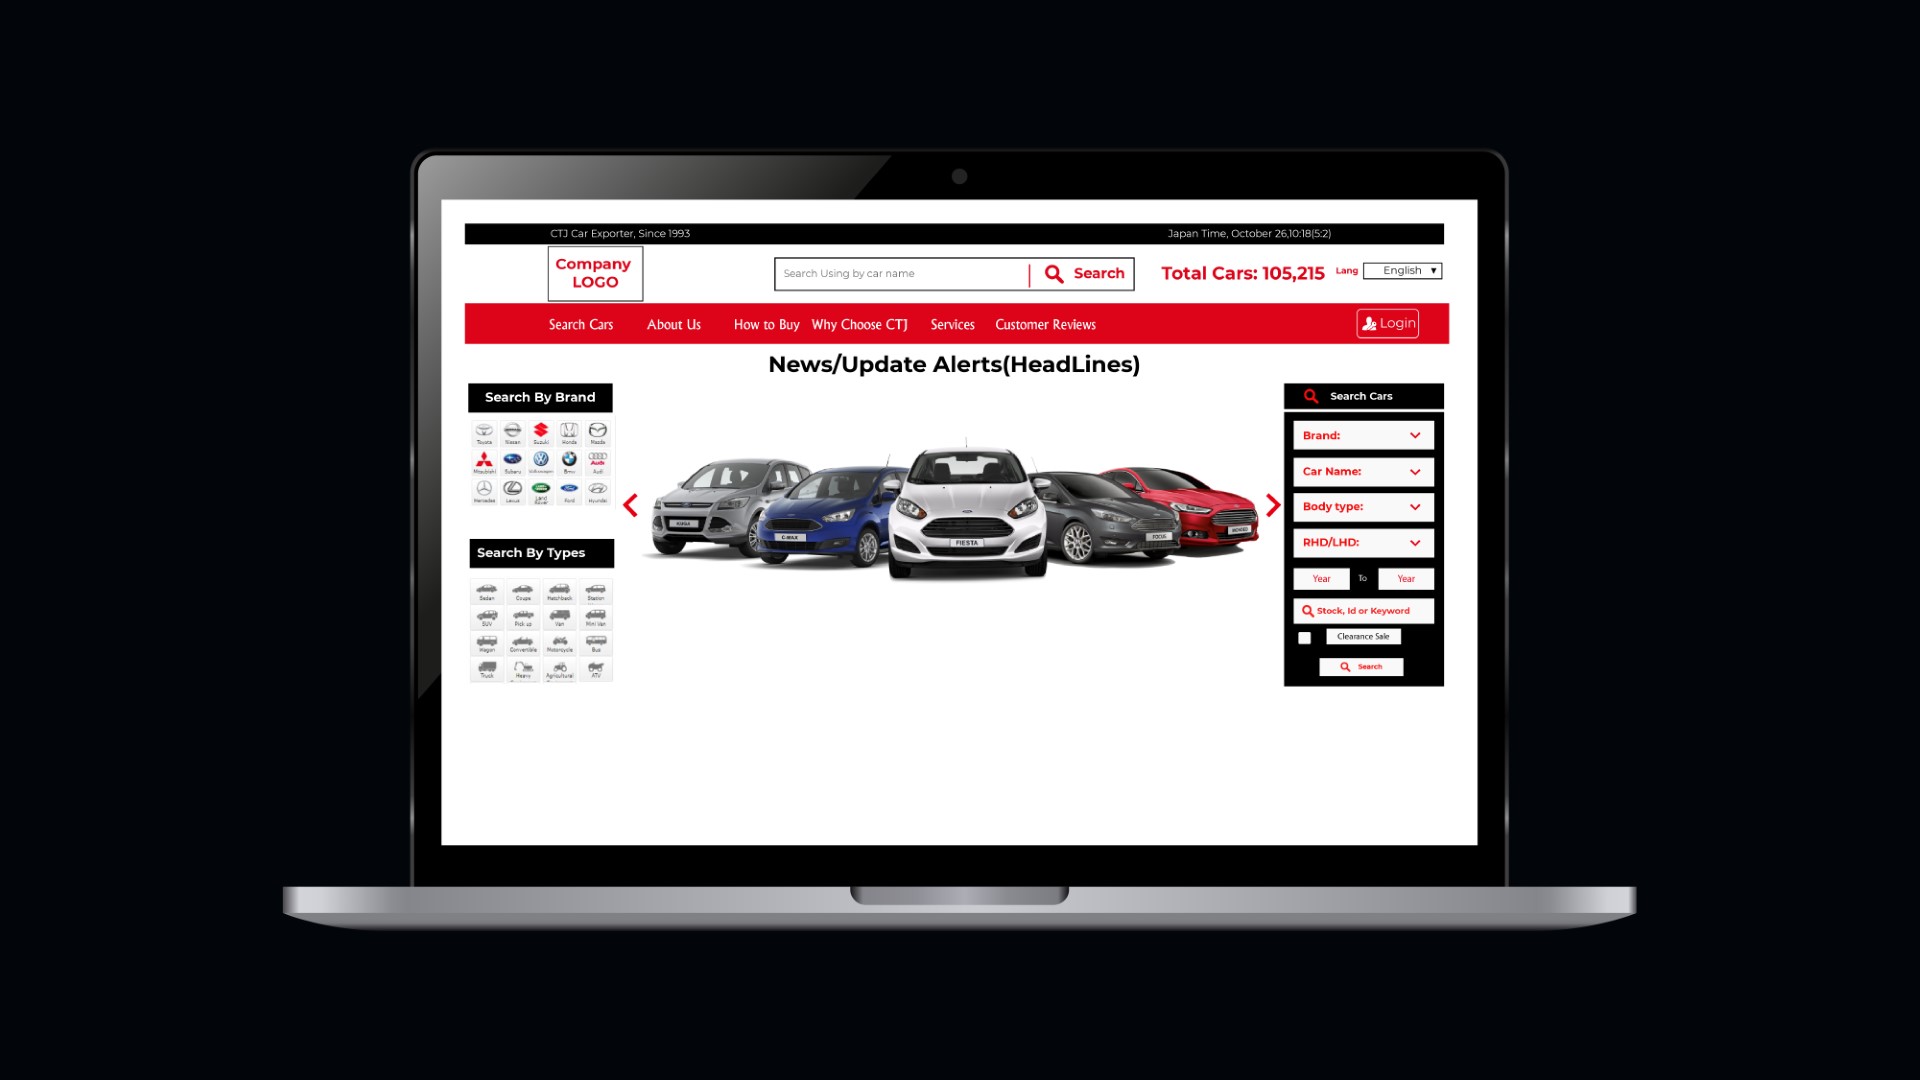 CTJ Car Exporter, Since 1993
Japan Time, October 26,10:18(5:2)
Company
LOGO
Search Using by car name
Search
Total Cars: 105,215
Lang
English
Search Cars
About Us
How to Buy
Why Choose CTJ
Services
Customer Reviews
Login
News/Update Alerts(HeadLines)
Search By Brand
Toyota
Nissan
Suzuki
Honda
Mazda
Mitsubishi
Subaru
Volkswagen
Bmw
Audi
Mercedes
Lexus
Land
Rover
Ford
Hyundai
Search By Types
Sedan
Coupe
Hatchback
Station
SUV
Pick up
Van
Mini Van
Wagon
Convertible
Motorcycle
Bus
Truck
Heavy
Agricultural
ATV
KUGA
C-MAX
FIESTA
FOCUS
MONDEO
Search Cars
Brand:
Car Name:
Body type:
RHD/LHD:
Year
To
Year
Stock, Id or Keyword
Clearance Sale
Search